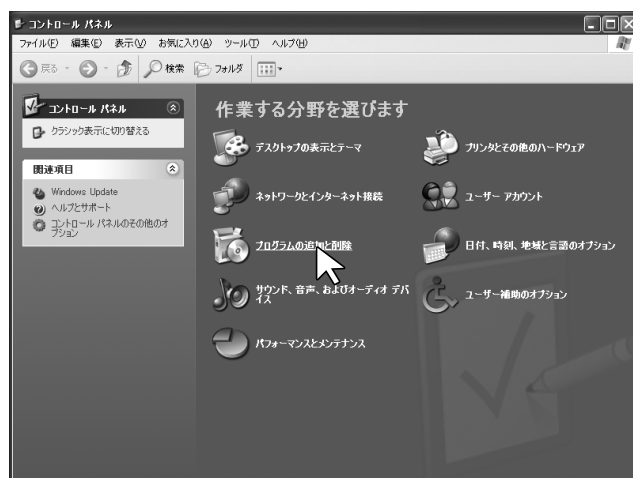 コントロール パネル
ファイル(F) 編集(E) 表示(V) お気に入り(A) ツール(T) ヘルプ(H)
戻る 検索 フォルダ
コントロール パネル
クラシック表示に切り替える
関連項目
Windows Update
ヘルプとサポート
コントロール パネルのその他のオ
プション
作業する分野を選びます
デスクトップの表示とテーマ
プリンタとその他のハードウェア
ネットワークとインターネット接続
ユーザー アカウント
プログラムの追加と削除
日付、時刻、地域と言語のオプション
サウンド、音声、およびオーディオ デバ
イス
ユーザー補助のオプション
パフォーマンスとメンテナンス